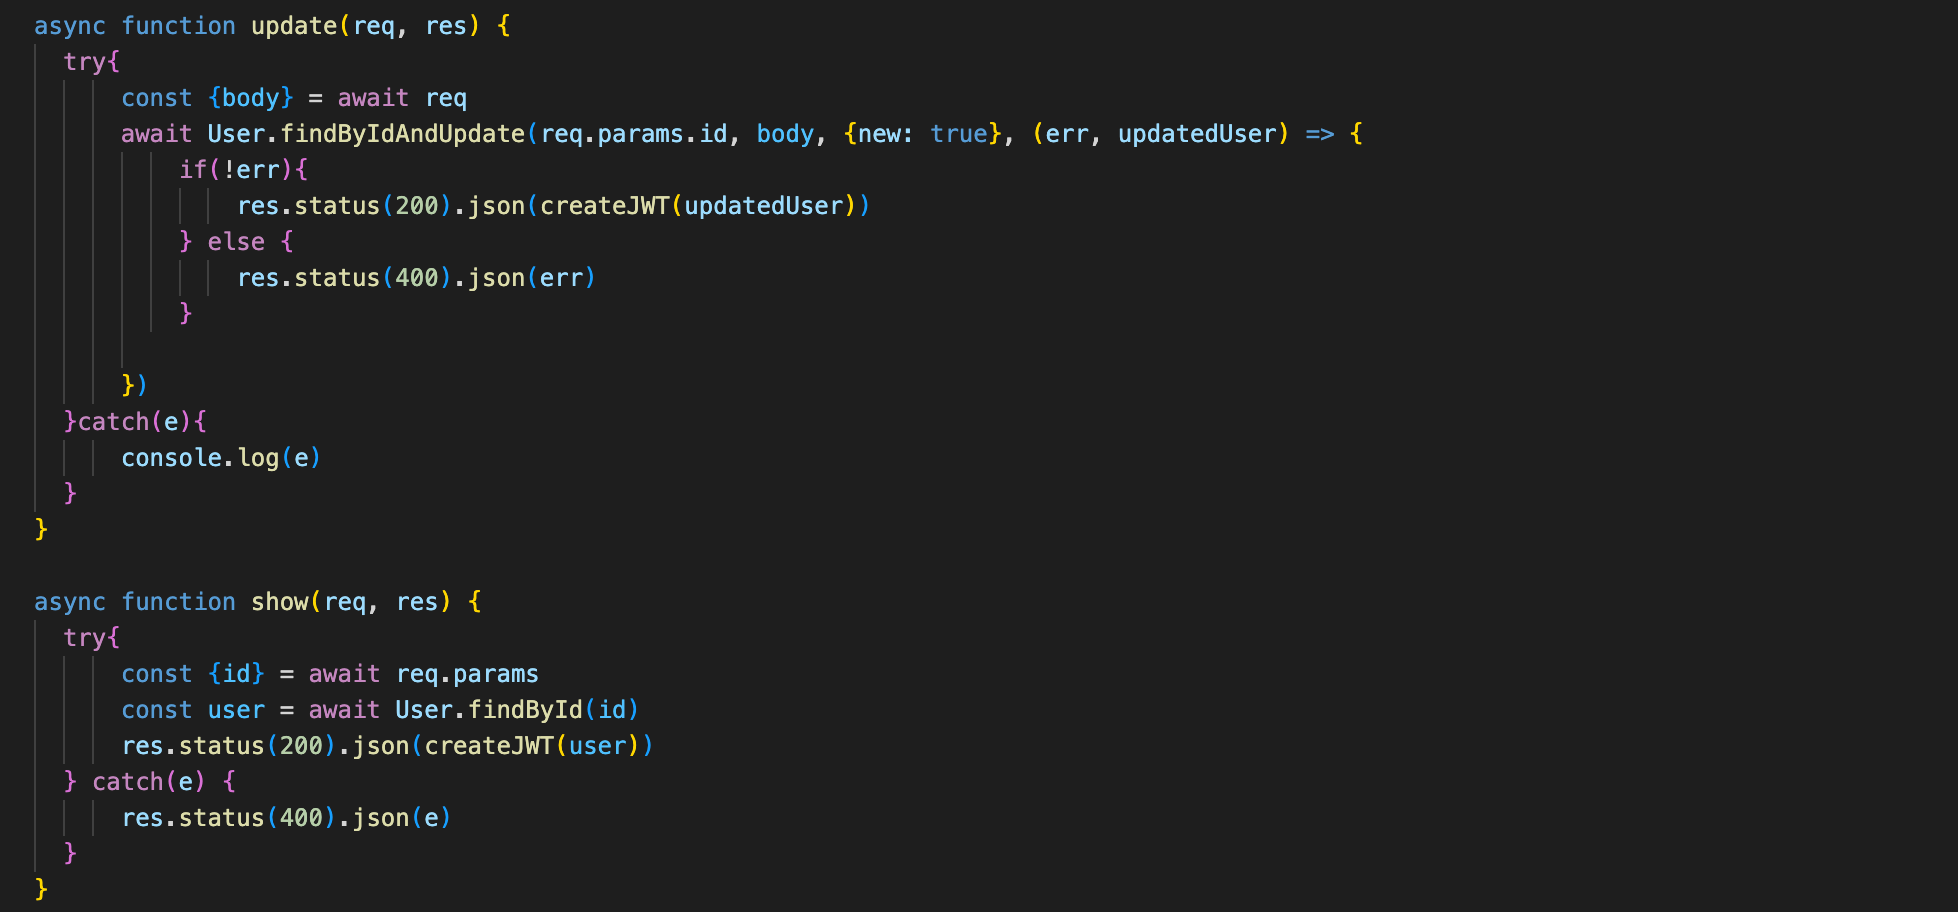 async function update(req, res) {
  try{
      const {body} = await req
      await User.findByIdAndUpdate(req.params.id, body, {new: true}, (err, updatedUser) => {
          if(!err){
              res.status(200).json(createJWT(updatedUser))
          } else {
              res.status(400).json(err)
          }

      })
  }catch(e){
      console.log(e)
  }
}

async function show(req, res) {
  try{
      const {id} = await req.params
      const user = await User.findById(id)
      res.status(200).json(createJWT(user))
  } catch(e) {
      res.status(400).json(e)
  }
}